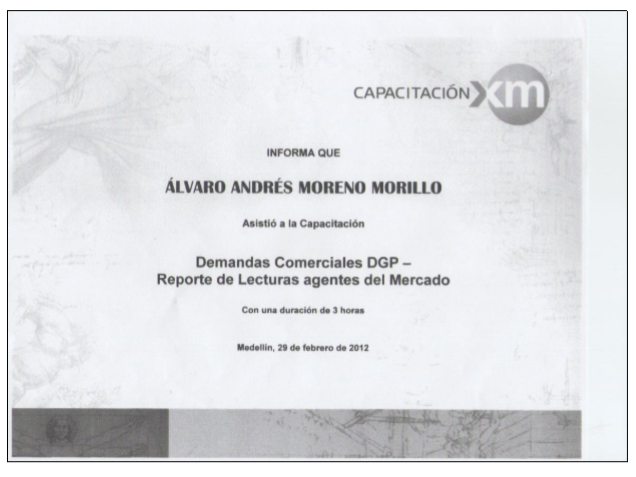 CAPACITACIÓN xm
INFORMA QUE
ÁLVARO ANDRÉS MORENO MORILLO
Asistió a la Capacitación
Demandas Comerciales DGP –
Reporte de Lecturas agentes del Mercado
Con una duración de 3 horas
Medellín, 29 de febrero de 2012